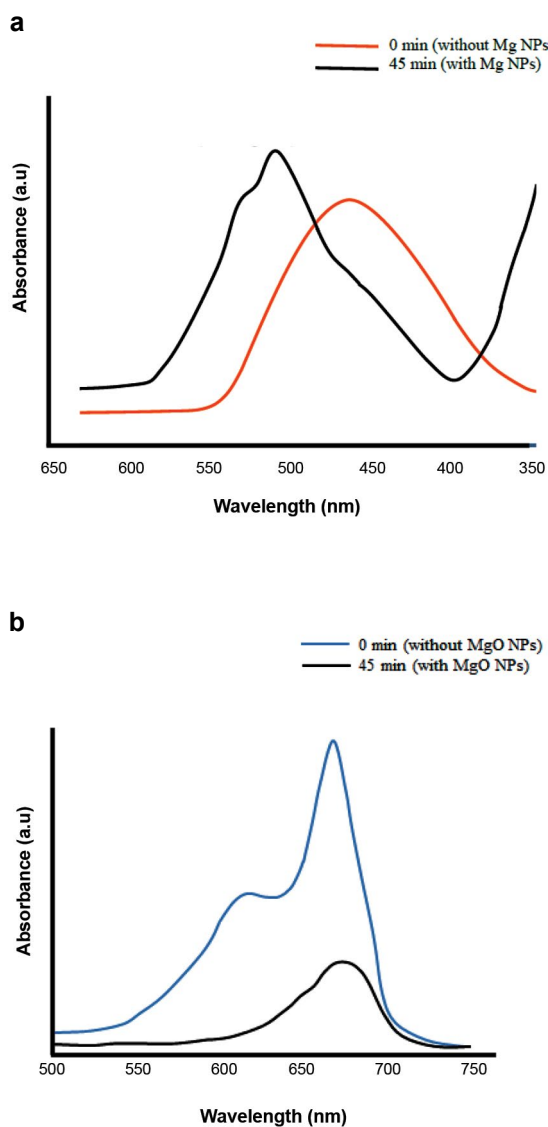 a
0 min (without Mg NPs
45 min (with Mg NPs)
Absorbance (a.u)
650 600 550 500 450 400 350
Wavelength (nm)
b
0 min (without MgO NPs)
45 min (with MgO NPs)
Absorbance (a.u)
500 550 600 650 700 750
Wavelength (nm)